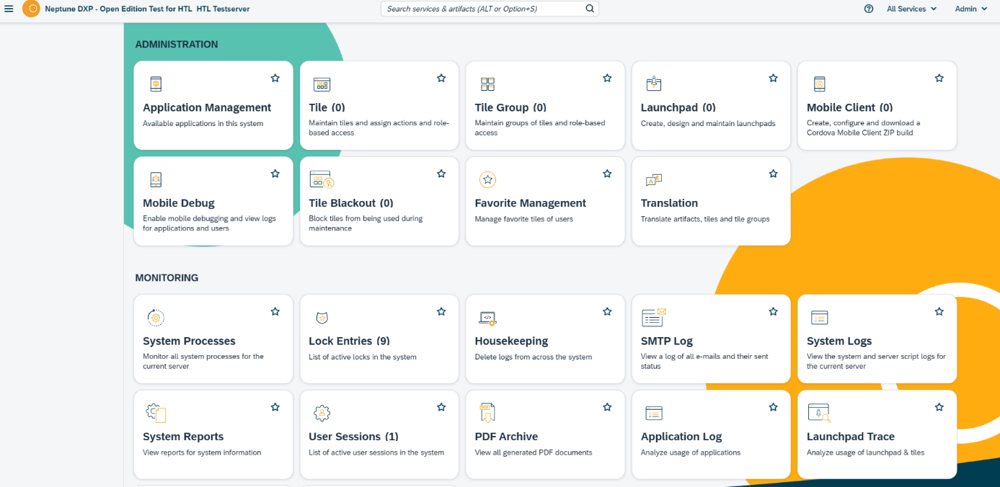 Neptune DXP - Open Edition Test for HTL HTL Testserver
Search services & artifacts (ALT or Option+S)
All Services
Admin
ADMINISTRATION
Application Management
Available applications in this system
Tile (0)
Maintain tiles and assign actions and role-
based access
Tile Group (0)
Maintain groups of tiles and role-based
access
Launchpad (0)
Create, design and maintain launchpads
Mobile Client (0)
Create, configure and download a
Cordova Mobile Client ZIP build
Mobile Debug
Enable mobile debugging and view logs
for applications and users
Tile Blackout (0)
Block tiles from being used during
maintenance
Favorite Management
Manage favorite tiles of users
Translation
Translate artifacts, tiles and tile groups
MONITORING
System Processes
Monitor all system processes for the
current server
Lock Entries (9)
List of active locks in the system
Housekeeping
Delete logs from across the system
SMTP Log
View a log of all e-mails and their sent
status
System Logs
View the system and server script logs for
the current server
System Reports
View reports for system information
User Sessions (1)
List of active user sessions in the system
PDF Archive
View all generated PDF documents
Application Log
Analyze usage of applications
Launchpad Trace
Analyze usage of launchpad & tiles